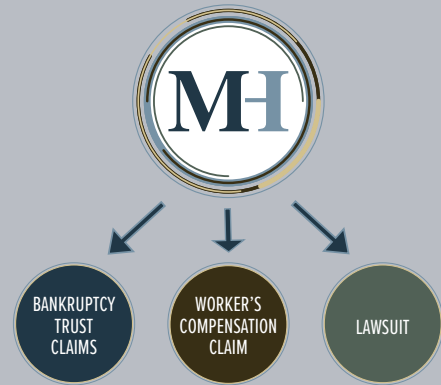 MH
BANKRUPTCY
TRUST
CLAIMS
WORKER'S
COMPENSATION
CLAIM
LAWSUIT